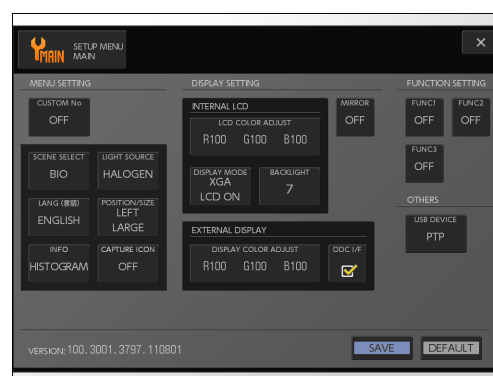 MAIN
SETUP MENU
MAIN
MENU SETTING
CUSTOM No
OFF
SCENE SELECT
BIO
LIGHT SOURCE
HALOGEN
LANG (言語)
ENGLISH
POSITION/SIZE
LEFT
LARGE
INFO
HISTOGRAM
CAPTURE ICON
OFF
DISPLAY SETTING
INTERNAL LCD
LCD COLOR ADJUST
R100 G100 B100
DISPLAY MODE
XGA
LCD ON
BACKLIGHT
7
MIRROR
OFF
EXTERNAL DISPLAY
DISPLAY COLOR ADJUST
R100 G100 B100
DDC I/F
FUNCTION SETTING
FUNC1
OFF
FUNC2
OFF
FUNC3
OFF
OTHERS
USB DEVICE
PTP
VERSION: 100. 3001. 3797. 110801
SAVE
DEFAULT